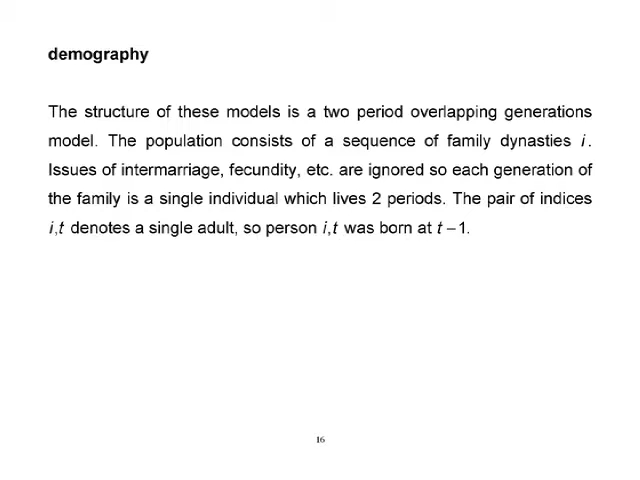 demography
The structure of these models is a two period overlapping generations
model. The population consists of a sequence of family dynasties i.
Issues of intermarriage, fecundity, etc. are ignored so each generation of
the family is a single individual which lives 2 periods. The pair of indices
i,t denotes a single adult, so person i,t was born at t – 1.
16